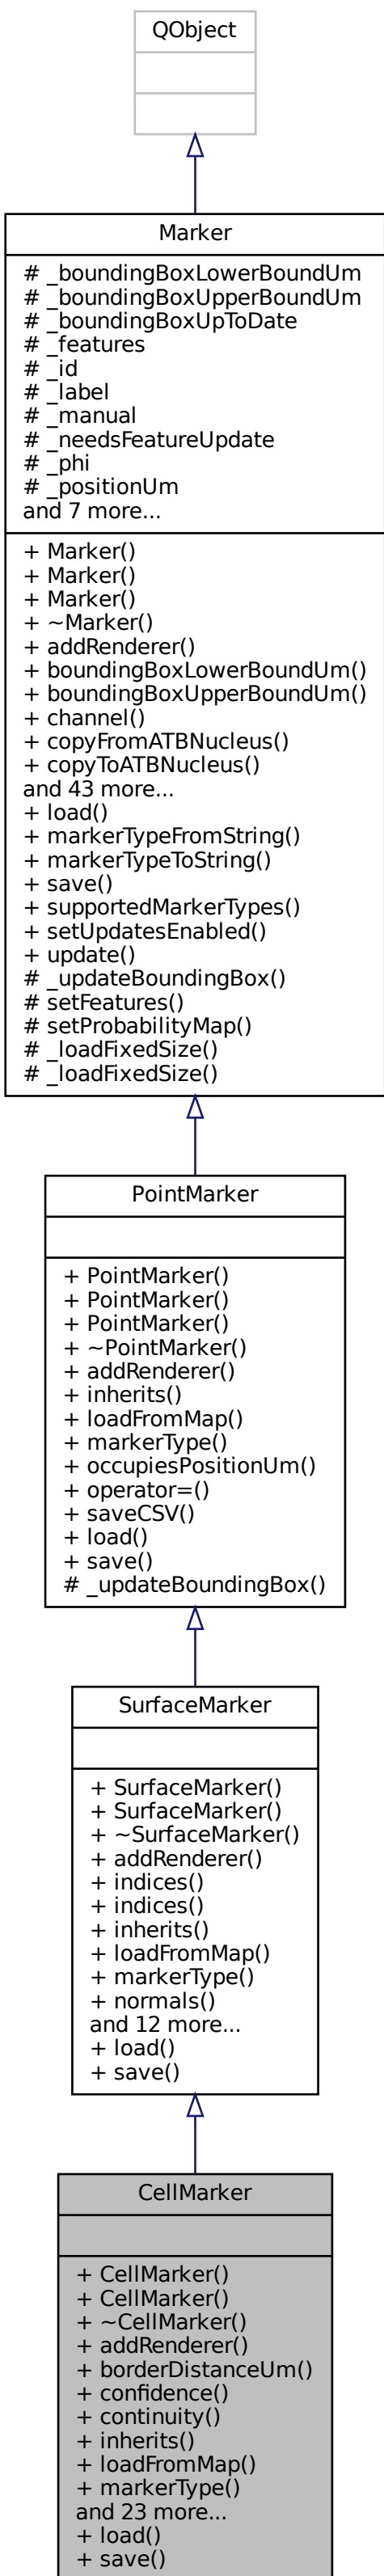 QObject
Marker
# _boundingBoxLowerBoundUm
# _boundingBoxUpperBoundUm
# _boundingBoxUpToDate
# _features
# _id
# _label
# _manual
# _needsFeatureUpdate
# _phi
# _positionUm
and 7 more...
+ Marker()
+ Marker()
+ Marker()
+ ~Marker()
+ addRenderer()
+ boundingBoxLowerBoundUm()
+ boundingBoxUpperBoundUm()
+ channel()
+ copyFromATBNucleus()
+ copyToATBNucleus()
and 43 more...
+ load()
+ markerTypeFromString()
+ markerTypeToString()
+ save()
+ supportedMarkerTypes()
+ setUpdatesEnabled()
+ update()
# _updateBoundingBox()
# setFeatures()
# setProbabilityMap()
# _loadFixedSize()
# _loadFixedSize()
PointMarker
+ PointMarker()
+ PointMarker()
+ PointMarker()
+ ~PointMarker()
+ addRenderer()
+ inherits()
+ loadFromMap()
+ markerType()
+ occupiesPositionUm()
+ operator=()
+ saveCSV()
+ load()
+ save()
# _updateBoundingBox()
SurfaceMarker
+ SurfaceMarker()
+ SurfaceMarker()
+ ~SurfaceMarker()
+ addRenderer()
+ indices()
+ indices()
+ inherits()
+ loadFromMap()
+ markerType()
+ normals()
and 12 more...
+ load()
+ save()
CellMarker
+ CellMarker()
+ CellMarker()
+ ~CellMarker()
+ addRenderer()
+ borderDistanceUm()
+ confidence()
+ continuity()
+ inherits()
+ loadFromMap()
+ markerType()
and 23 more...
+ load()
+ save()